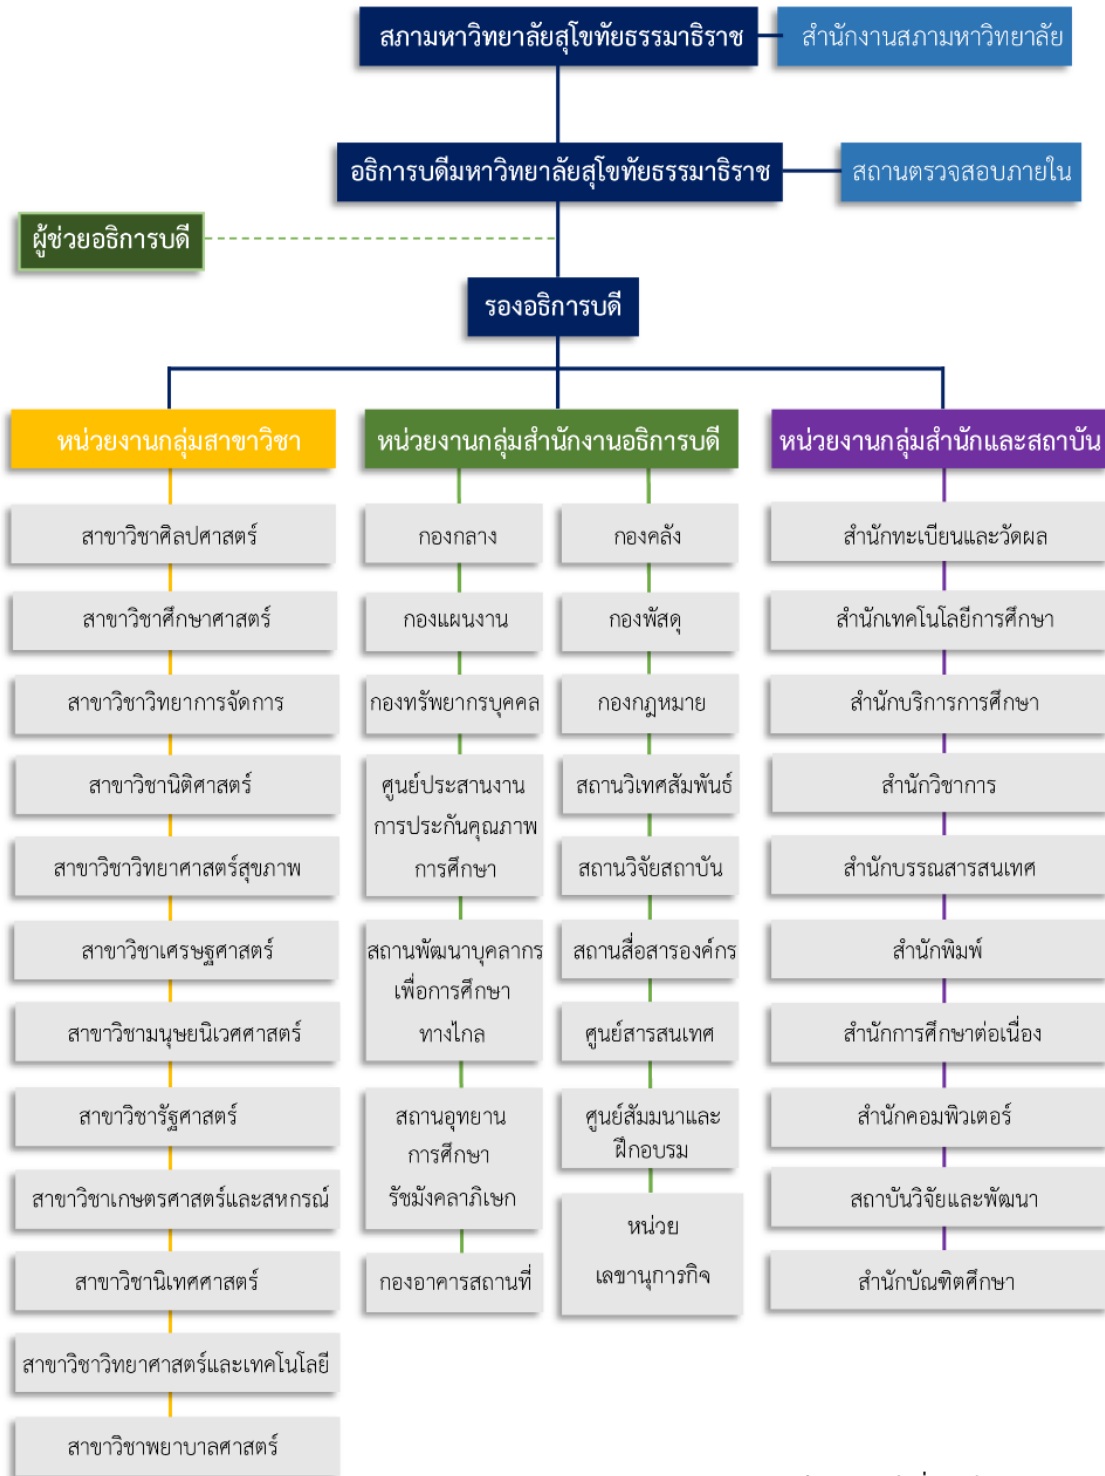 สภามหาวิทยาลัยสุโขทัยธรรมาธิราช
สำนักงานสภามหาวิทยาลัย
อธิการบดีมหาวิทยาลัยสุโขทัยธรรมาธิราช
สถานตรวจสอบภายใน
ผู้ช่วยอธิการบดี
รองอธิการบดี
หน่วยงานกลุ่มสาขาวิชา
สาขาวิชาศิลปศาสตร์
สาขาวิชาศึกษาศาสตร์
สาขาวิชาวิทยาการจัดการ
สาขาวิชานิติศาสตร์
สาขาวิชาวิทยาศาสตร์สุขภาพ
สาขาวิชาเศรษฐศาสตร์
สาขาวิชามนุษยนิเวศศาสตร์
สาขาวิชารัฐศาสตร์
สาขาวิชาเกษตรศาสตร์และสหกรณ์
สาขาวิชานิเทศศาสตร์
สาขาวิชาวิทยาศาสตร์และเทคโนโลยี
สาขาวิชาพยาบาลศาสตร์
หน่วยงานกลุ่มสำนักงานอธิการบดี
กองกลาง
กองแผนงาน
กองทรัพยากรบุคคล
ศูนย์ประสานงาน
การประกันคุณภาพ
การศึกษา
สถานพัฒนาบุคลากร
เพื่อการศึกษา
ทางไกล
สถานอุทยาน
การศึกษา
รัชมังคลาภิเษก
กองอาคารสถานที่
กองคลัง
กองพัสดุ
กองกฎหมาย
สถานวิเทศสัมพันธ์
สถานวิจัยสถาบัน
สถานสื่อสารองค์กร
ศูนย์สารสนเทศ
ศูนย์สัมมนาและ
ฝึกอบรม
หน่วย
เลขานุการกิจ
หน่วยงานกลุ่มสำนักและสถาบัน
สำนักทะเบียนและวัดผล
สำนักเทคโนโลยีการศึกษา
สำนักบริการการศึกษา
สำนักวิชาการ
สำนักบรรณสารสนเทศ
สำนักพิมพ์
สำนักการศึกษาต่อเนื่อง
สำนักคอมพิวเตอร์
สถาบันวิจัยและพัฒนา
สำนักบัณฑิตศึกษา